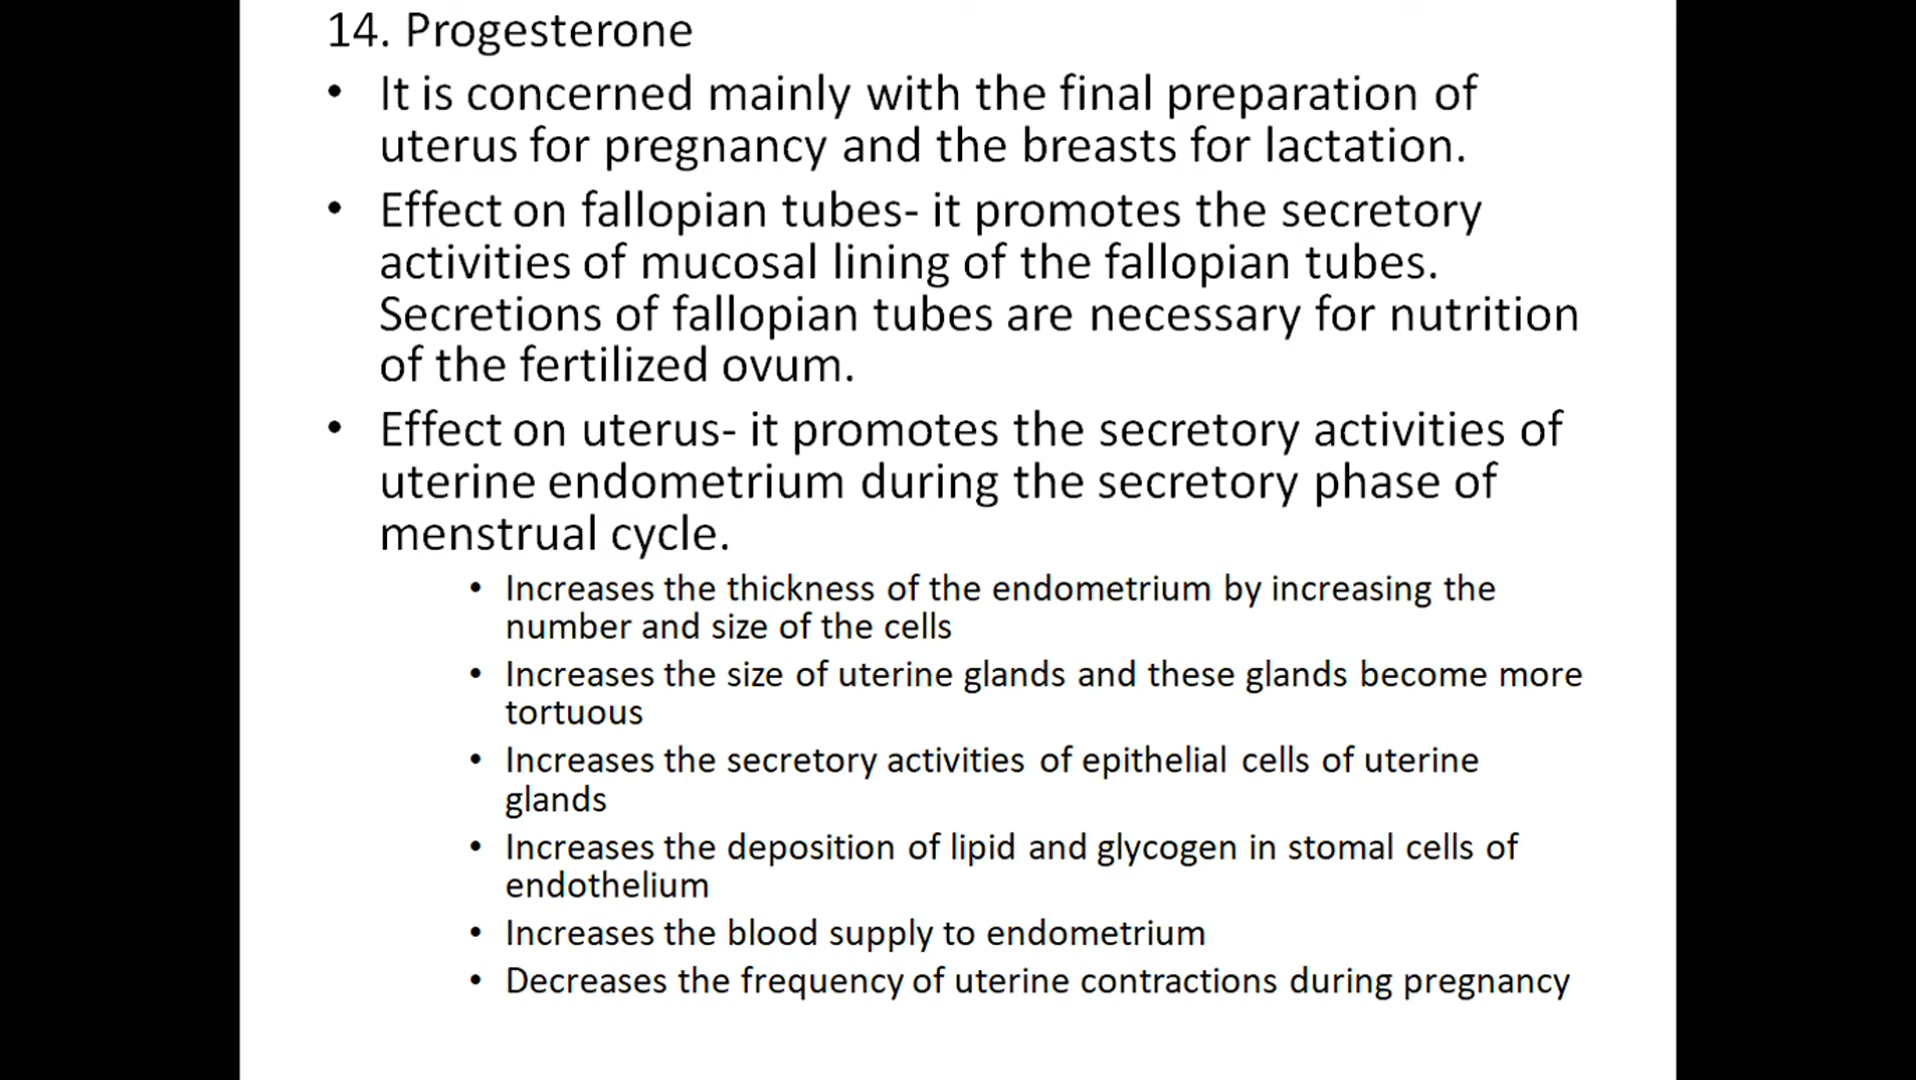 14. Progesterone
• It is concerned mainly with the final preparation of
uterus for pregnancy and the breasts for lactation.
• Effect on fallopian tubes- it promotes the secretory
activities of mucosal lining of the fallopian tubes.
Secretions of fallopian tubes are necessary for nutrition
of the fertilized ovum.
• Effect on uterus- it promotes the secretory activities of
uterine endometrium during the secretory phase of
menstrual cycle.
• Increases the thickness of the endometrium by increasing the
number and size of the cells
• Increases the size of uterine glands and these glands become more
tortuous
• Increases the secretory activities of epithelial cells of uterine
glands
• Increases the deposition of lipid and glycogen in stomal cells of
endothelium
• Increases the blood supply to endometrium
• Decreases the frequency of uterine contractions during pregnancy